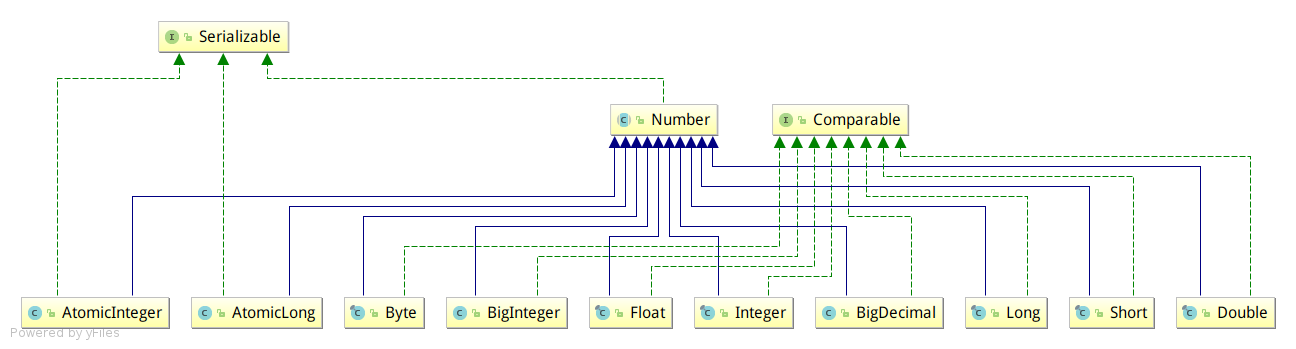 I Serializable
C Number
I Comparable
C AtomicInteger
C AtomicLong
C Byte
C BigInteger
C Float
C Integer
C BigDecimal
C Long
C Short
C Double
Powered by yFiles